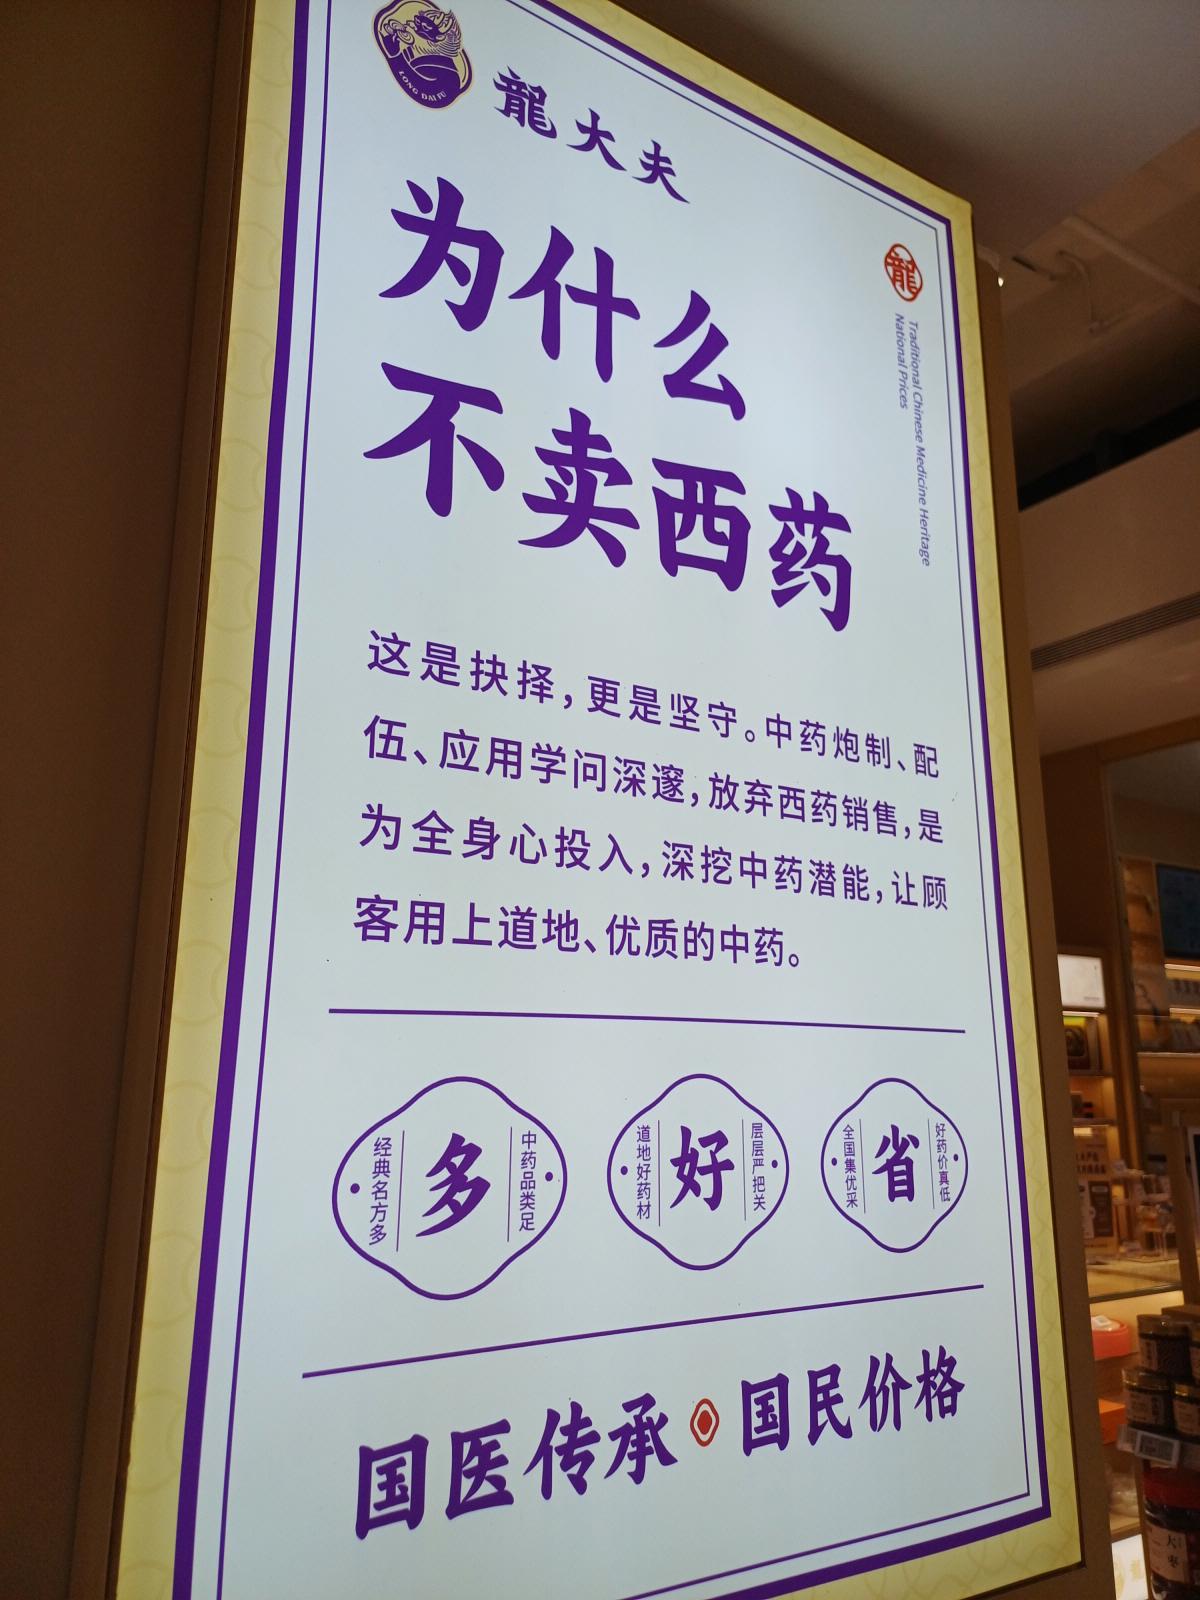 LONG DAI FU
龍大夫
龍
Traditional Chinese Medicine Heritage
National Prices
为什么
不卖西药
这是抉择，更是坚守。中药炮制、配
伍、应用学问深邃，放弃西药销售，是
为全身心投入，深挖中药潜能，让顾
客用上道地、优质的中药。
中药品类足
多
经典名方多
层层严把关
好
道地好药材
好药价真低
省
全国集优采
国医传承
国民价格
大枣